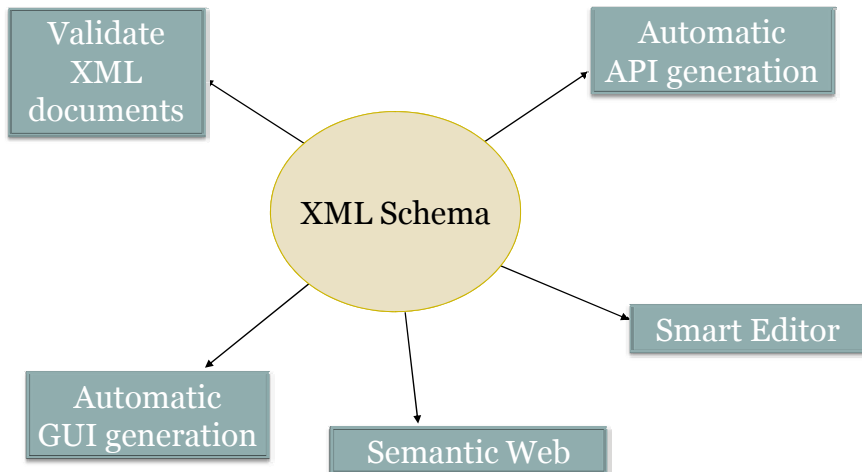 Validate
XML
documents
Automatic
API generation
XML Schema
Smart Editor
Automatic
GUI generation
Semantic Web